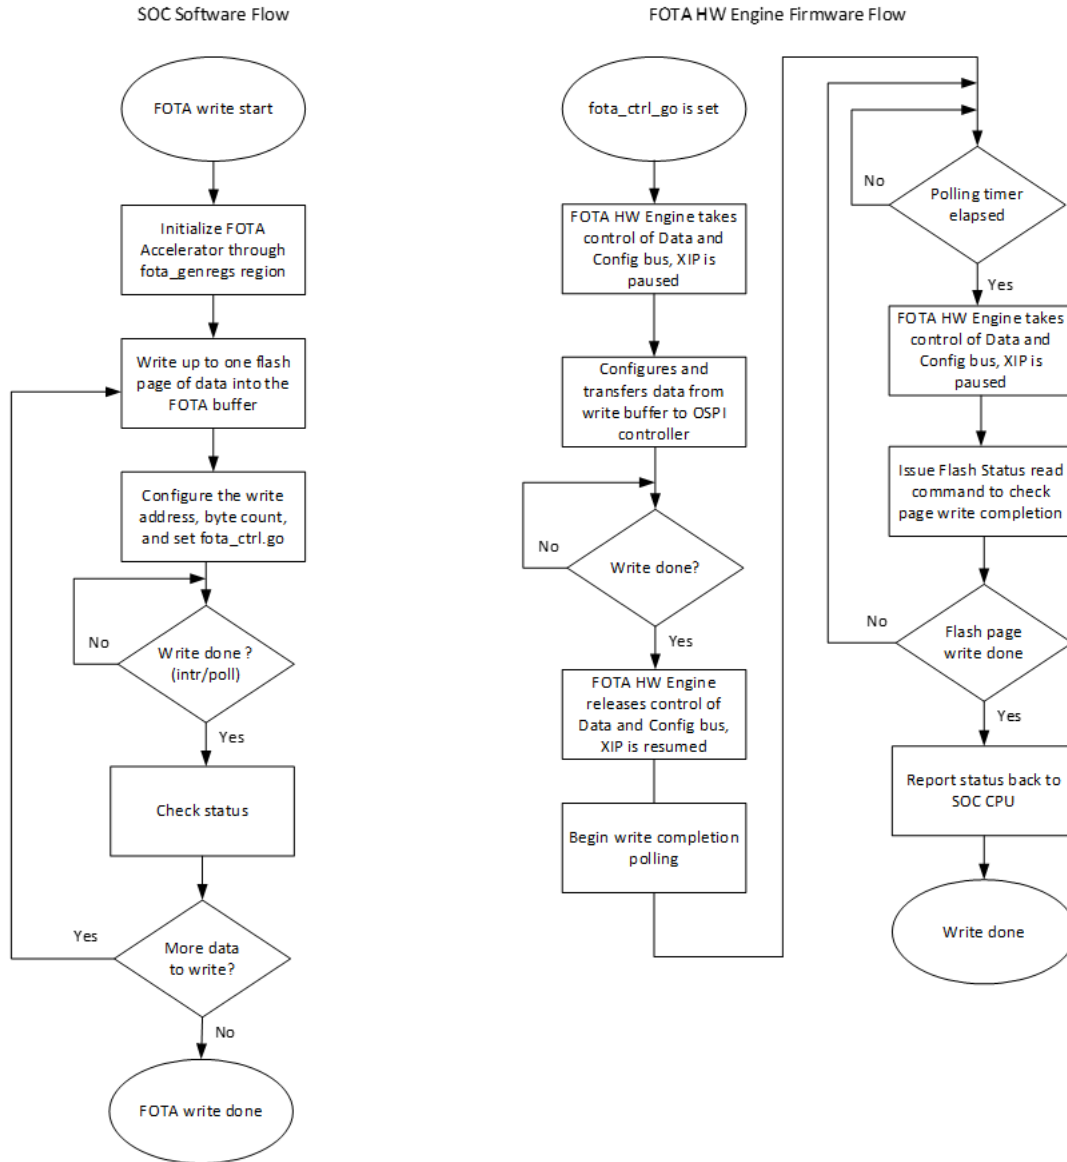 SOC Software Flow
FOTA write start
Initialize FOTA
Accelerator through
fota_genregs region
Write up to one flash
page of data into the
FOTA buffer
Configure the write
address, byte count,
and set fota_ctrl.go
No
Write done ?
(intr/poll)
Yes
Check status
Yes
More data
to write?
No
FOTA write done
FOTA HW Engine Firmware Flow
fota_ctrl_go is set
FOTA HW Engine takes
control of Data and
Config bus, XIP is
paused
Configures and
transfers data from
write buffer to OSPI
controller
No
Write done?
Yes
FOTA HW Engine
releases control of
Data and Config bus,
XIP is resumed
Begin write completion
polling
No
Polling timer
elapsed
Yes
FOTA HW Engine takes
control of Data and
Config bus, XIP is
paused
Issue Flash Status read
command to check
page write completion
No
Flash page
write done
Yes
Report status back to
SOC CPU
Write done